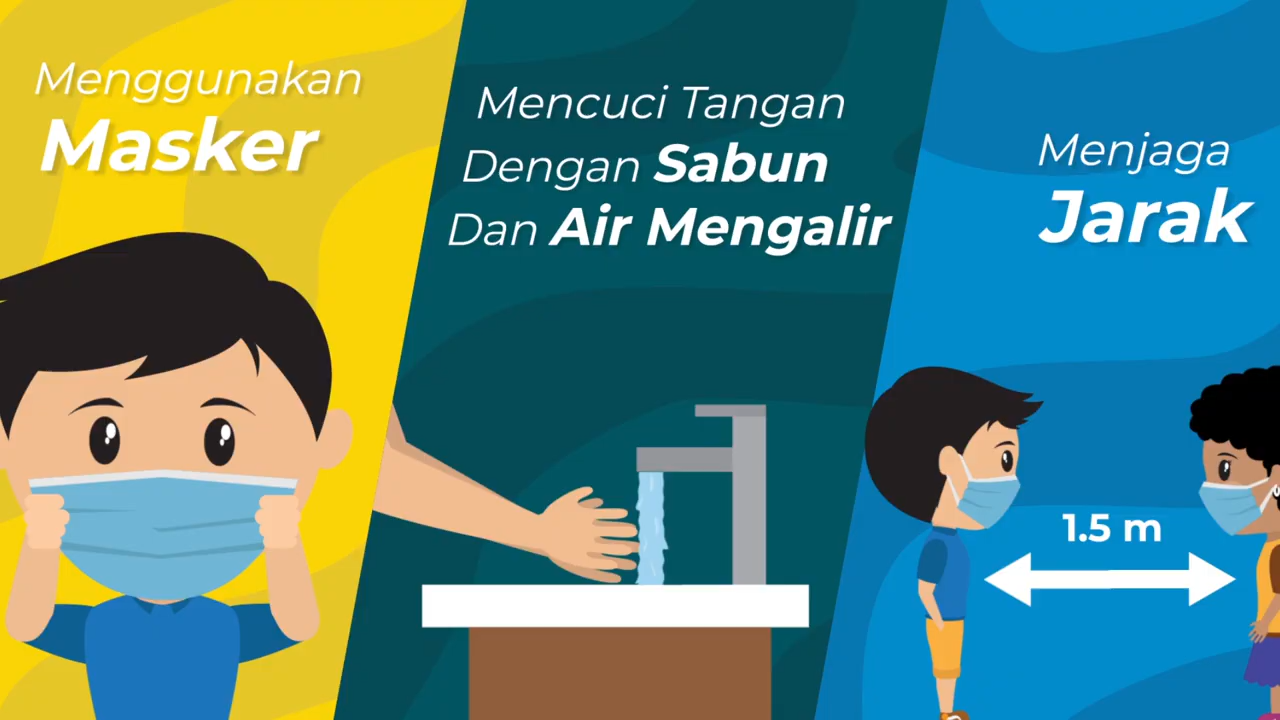 Menggunakan
Masker
Mencuci Tangan
Dengan Sabun
Dan Air Mengalir
Menjaga
Jarak
1.5 m